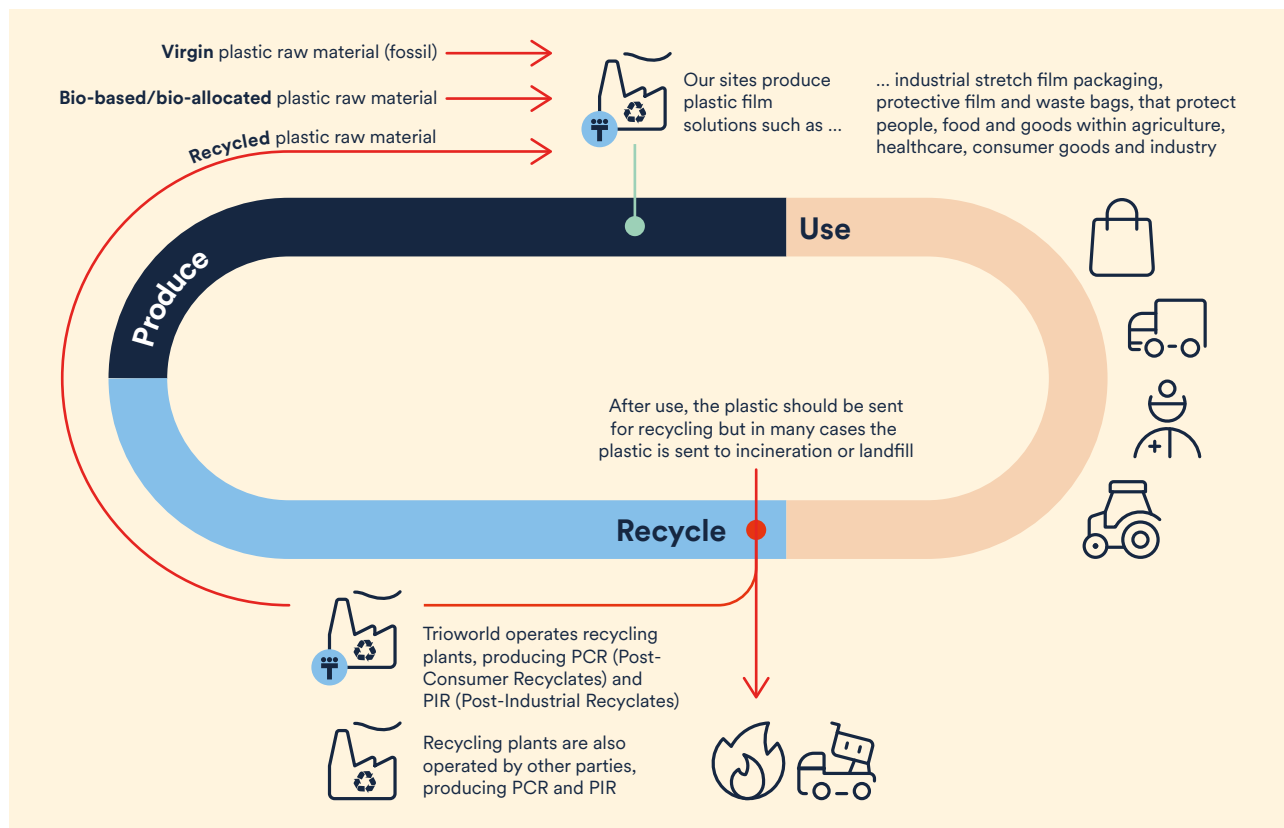 Virgin plastic raw material (fossil)
Bio-based/bio-allocated plastic raw material
Recycled plastic raw material
Our sites produce
plastic film
solutions such as ...
... industrial stretch film packaging,
protective film and waste bags, that protect
people, food and goods within agriculture,
healthcare, consumer goods and industry
Produce
Use
After use, the plastic should be sent
for recycling but in many cases the
plastic is sent to incineration or landfill
Recycle
Trioworld operates recycling
plants, producing PCR (Post-
Consumer Recyclates) and
PIR (Post-Industrial Recyclates)
Recycling plants are also
operated by other parties,
producing PCR and PIR